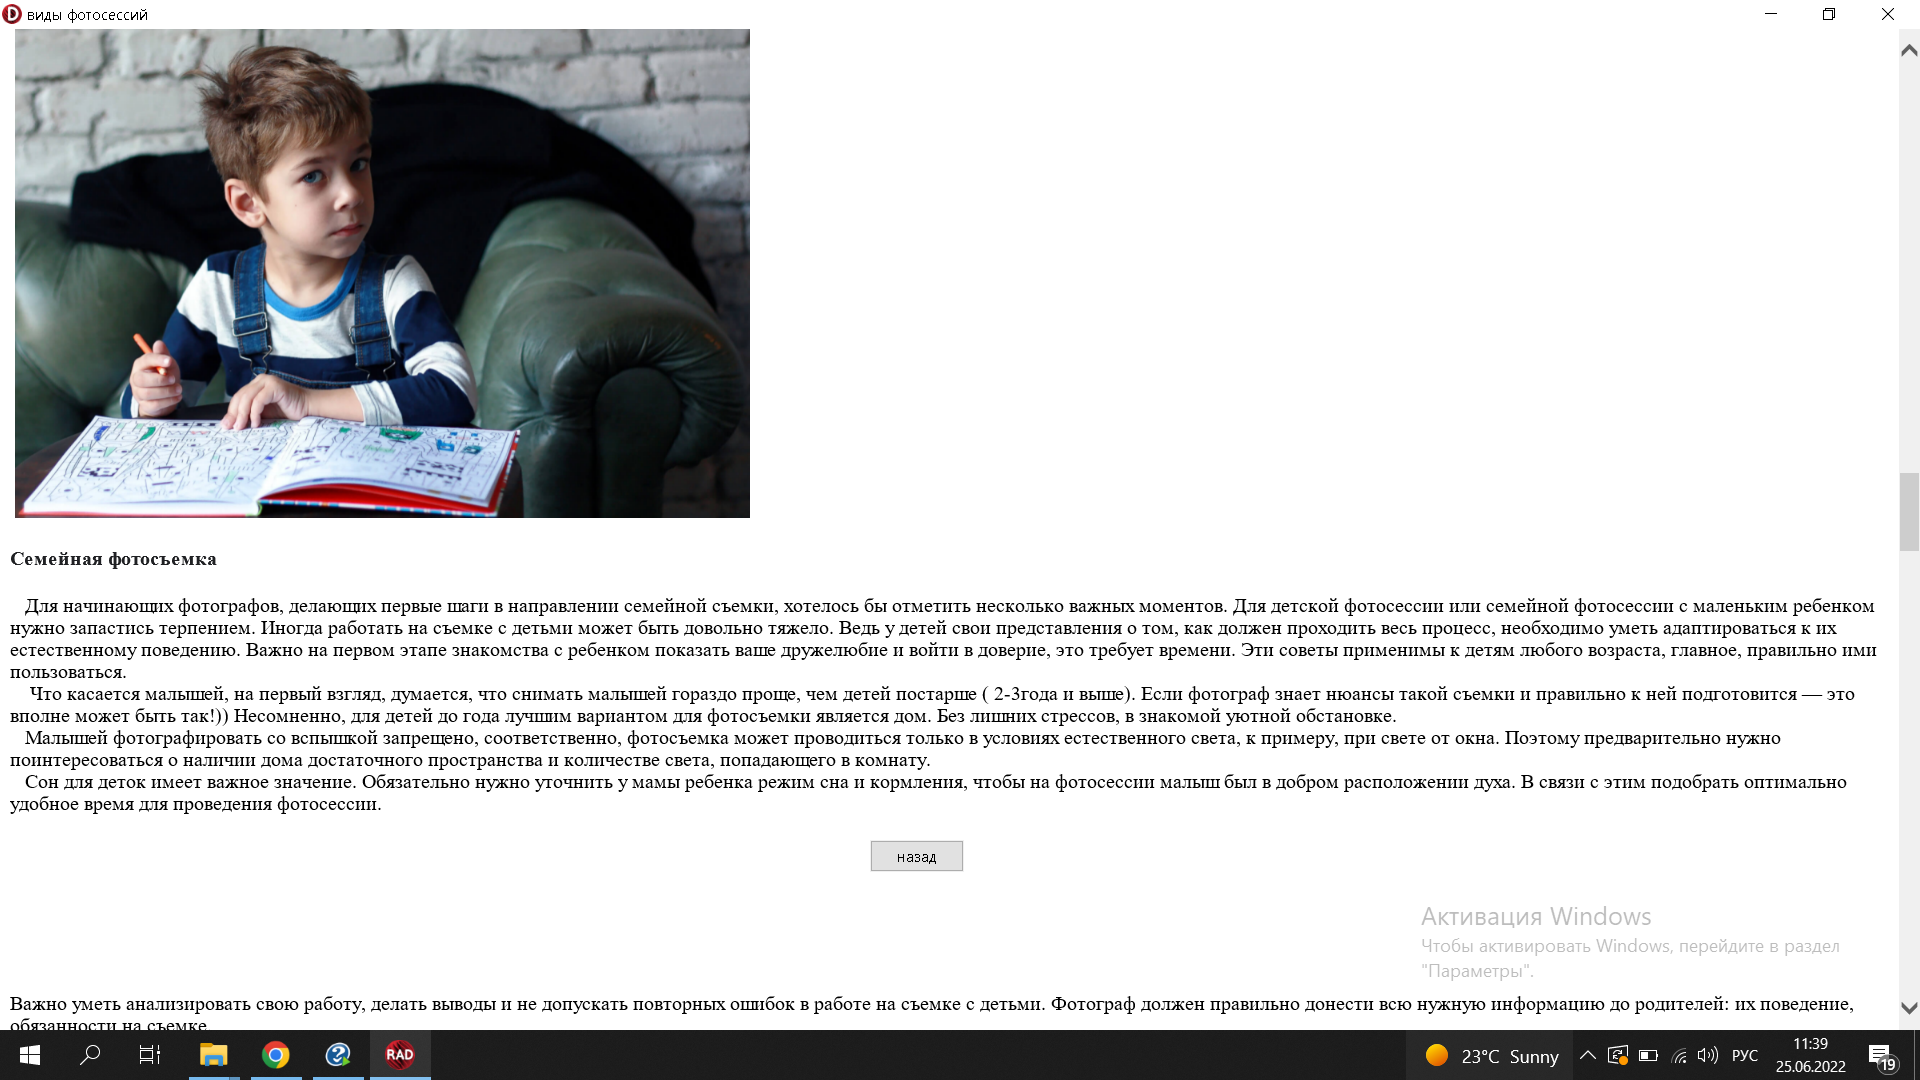 виды фотосессий
Семейная фотосъемка
Для начинающих фотографов, делающих первые шаги в направлении семейной съемки, хотелось бы отметить несколько важных моментов. Для детской фотосессии или семейной фотосессии с маленьким ребенком
нужно запастись терпением. Иногда работать на съемке с детьми может быть довольно тяжело. Ведь у детей свои представления о том, как должен проходить весь процесс, необходимо уметь адаптироваться к их
естественному поведению. Важно на первом этапе знакомства с ребенком показать ваше дружелюбие и войти в доверие, это требует времени. Эти советы применимы к детям любого возраста, главное, правильно ими
пользоваться.
Что касается малышей, на первый взгляд, думается, что снимать малышей гораздо проще, чем детей постарше ( 2-3года и выше). Если фотограф знает нюансы такой съемки и правильно к ней подготовится — это
вполне может быть так!)) Несомненно, для детей до года лучшим вариантом для фотосъемки является дом. Без лишних стрессов, в знакомой уютной обстановке.
Малышей фотографировать со вспышкой запрещено, соответственно, фотосъемка может проводиться только в условиях естественного света, к примеру, при свете от окна. Поэтому предварительно нужно
поинтересоваться о наличии дома достаточного пространства и количестве света, попадающего в комнату.
Сон для деток имеет важное значение. Обязательно нужно уточнить у мамы ребенка режим сна и кормления, чтобы на фотосессии малыш был в добром расположении духа. В связи с этим подобрать оптимально
удобное время для проведения фотосессии.
назад
Активация Windows
Чтобы активировать Windows, перейдите в раздел
"Параметры".
Важно уметь анализировать свою работу, делать выводы и не допускать повторных ошибок в работе на съемке с детьми. Фотограф должен правильно донести всю нужную информацию до родителей: их поведение,
обязанности на съемке
RAD
23°C Sunny
РУС
11:39
25.06.2022
19